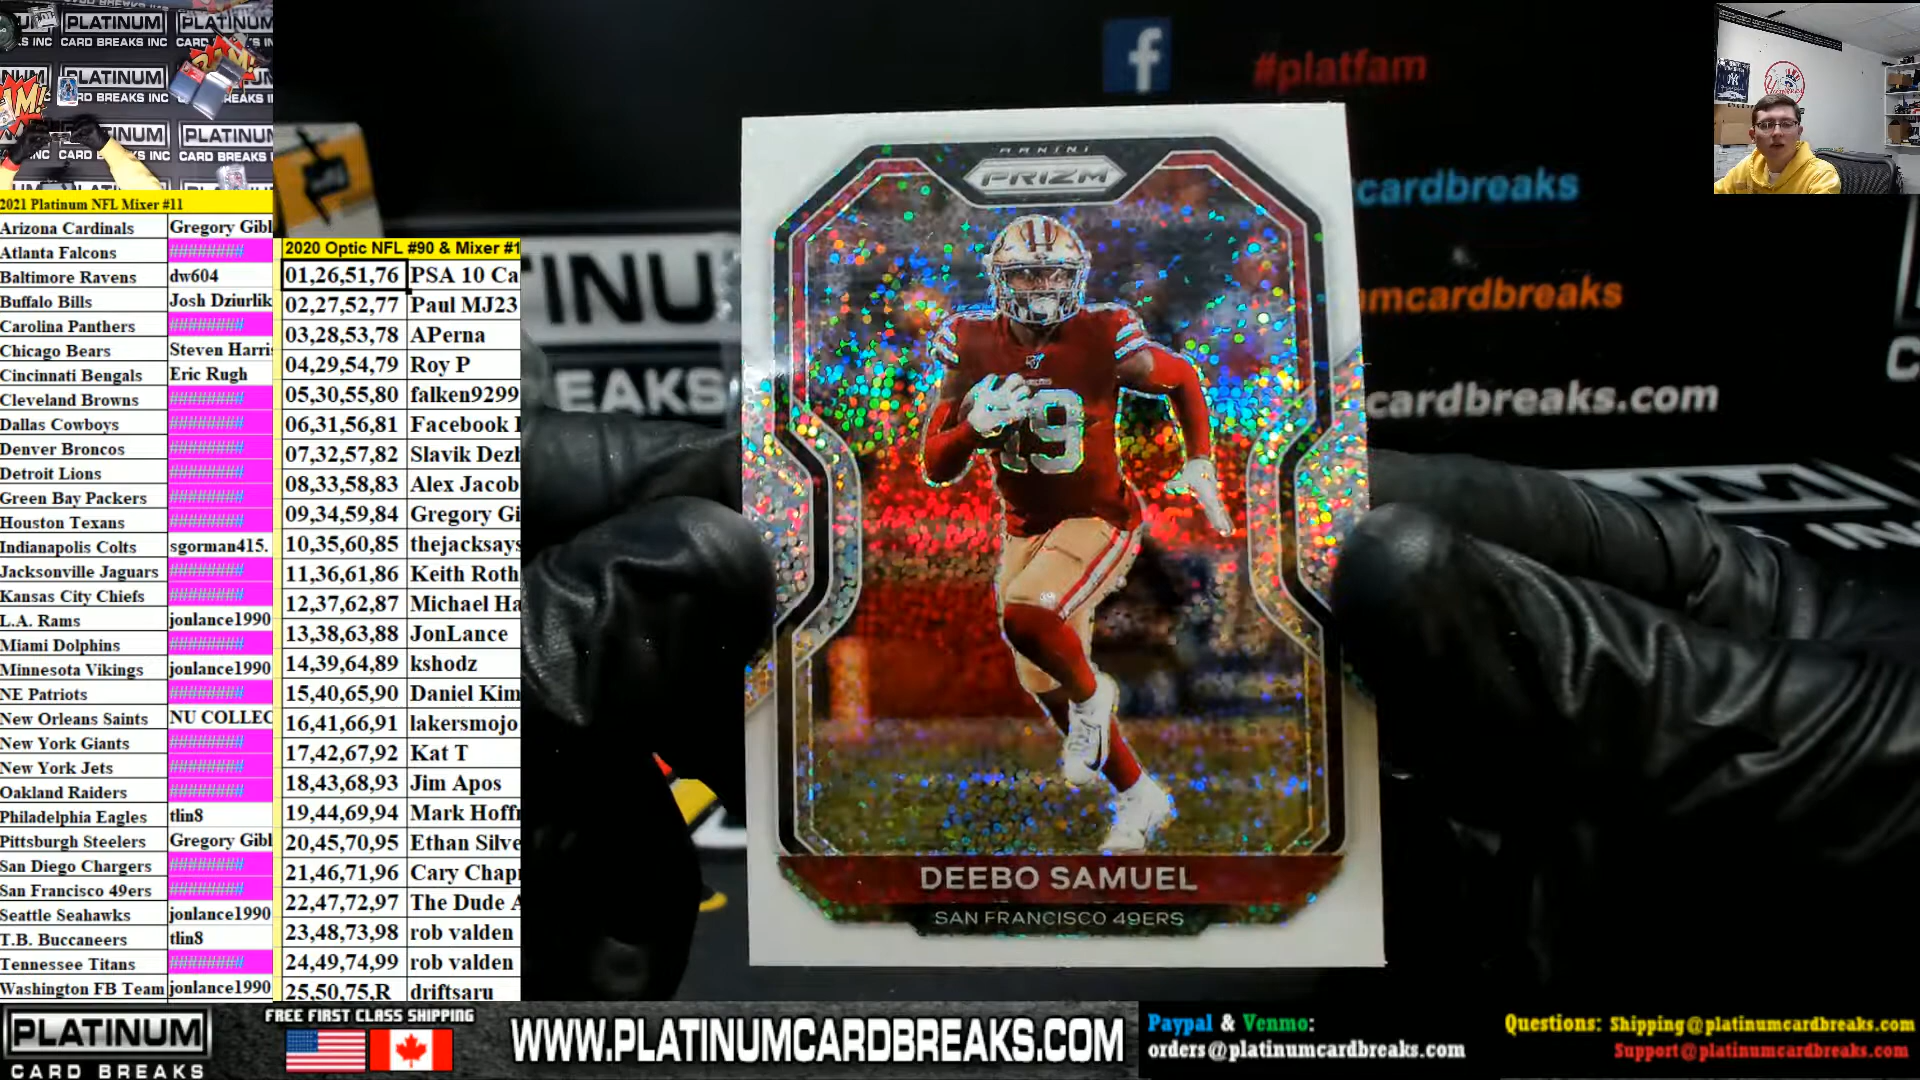 2021 Platinum NFL Mixer #11
Arizona Cardinals Gregory Gibl
Atlanta Falcons ########
Baltimore Ravens dw604
Buffalo Bills Josh Dziurlik
Carolina Panthers ########
Chicago Bears Steven Harris
Cincinnati Bengals Eric Rugh
Cleveland Browns ########
Dallas Cowboys ########
Denver Broncos ########
Detroit Lions ########
Green Bay Packers ########
Houston Texans ########
Indianapolis Colts sgorman415.
Jacksonville Jaguars ########
Kansas City Chiefs ########
L.A. Rams jonlance1990
Miami Dolphins ########
Minnesota Vikings jonlance1990
NE Patriots ########
New Orleans Saints NU COLLEC
New York Giants ########
New York Jets ########
Oakland Raiders ########
Philadelphia Eagles tlin8
Pittsburgh Steelers Gregory Gibl
San Diego Chargers ########
San Francisco 49ers ########
Seattle Seahawks jonlance1990
T.B. Buccaneers tlin8
Tennessee Titans ########
Washington FB Team jonlance1990
2020 Optic NFL #90 & Mixer #1
01,26,51,76 PSA 10 Ca
02,27,52,77 Paul MJ23
03,28,53,78 APerna
04,29,54,79 Roy P
05,30,55,80 falken9299
06,31,56,81 Facebook
07,32,57,82 Slavik Dezh
08,33,58,83 Alex Jacob
09,34,59,84 Gregory Gi
10,35,60,85 thejacksays
11,36,61,86 Keith Roth
12,37,62,87 Michael Ha
13,38,63,88 JonLance
14,39,64,89 kshodz
15,40,65,90 Daniel Kim
16,41,66,91 lakersmojo
17,42,67,92 Kat T
18,43,68,93 Jim Apos
19,44,69,94 Mark Hoffn
20,45,70,95 Ethan Silve
21,46,71,96 Cary Chap
22,47,72,97 The Dude A
23,48,73,98 rob valden
24,49,74,99 rob valden
25,50,75,R driftsaru
PLATINUM
CARD BREAKS INC
f #platfam
cardbreaks
umcardbreaks
cardbreaks.com
TINU
EAKS
PANINI
PRIZM
19
DEEBO SAMUEL
SAN FRANCISCO 49ERS
PLATINUM
CARD BREAKS
FREE FIRST CLASS SHIPPING
WWW.PLATINUMCARDBREAKS.COM
Paypal & Venmo:
orders@platinumcardbreaks.com
Questions: Shipping@platinumcardbreaks.com
Support@platinumcardbreaks.com